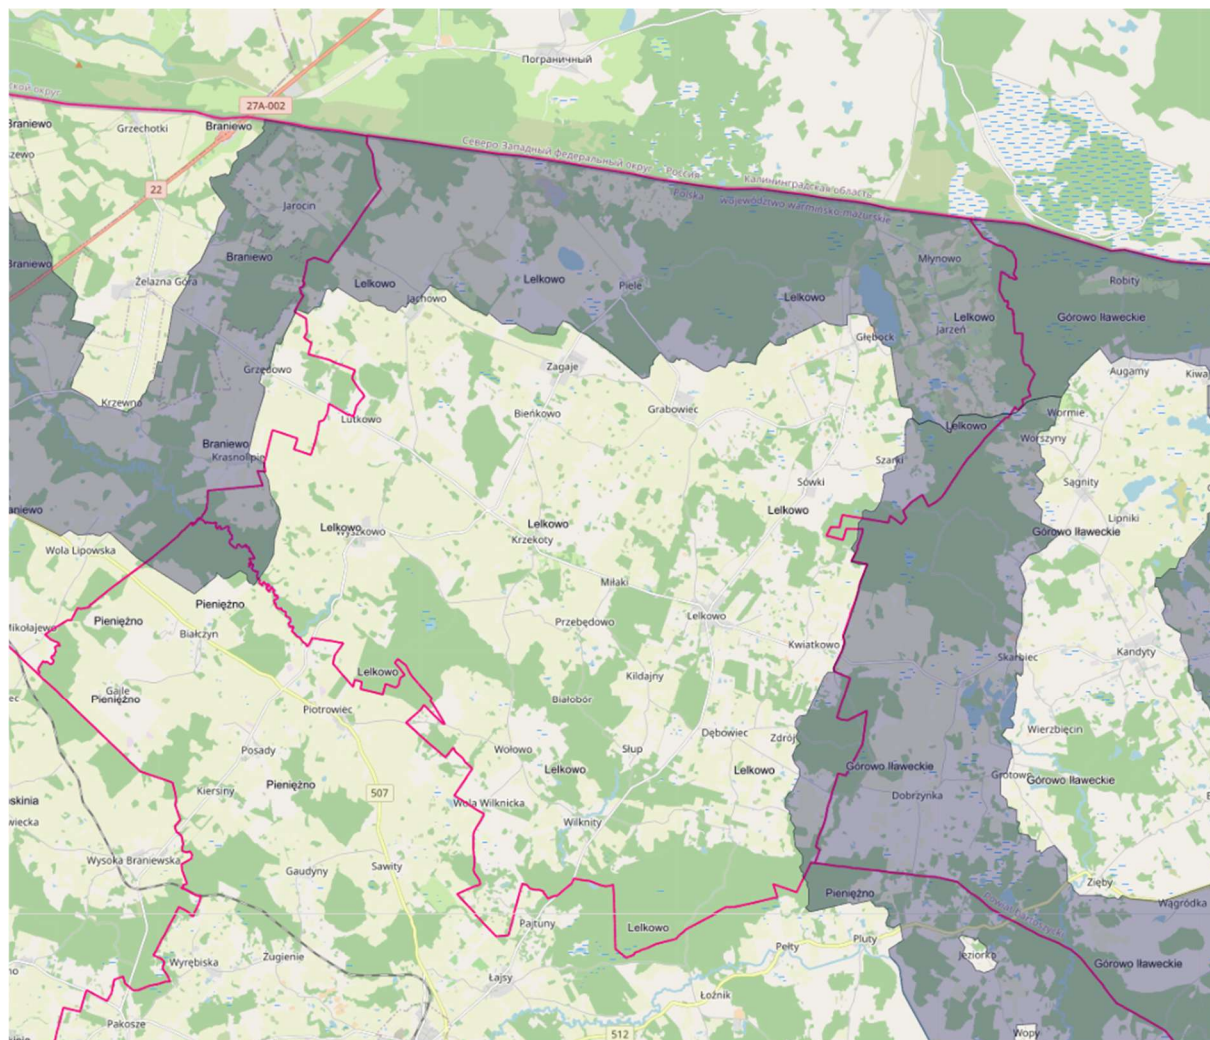 Пограничный
ской округ
27A-002
Braniewo
Grzechotki
Braniewo
Северо-Западный федеральный округ - Россия
Калининградская область
22
Polska
województwo warmińsko-mazurskie
Jarocin
Braniewo
Młynowo
Braniewo
Żelazna Góra
Lelkowo
Jachowo
Lelkowo
Piele
Lelkowo
Robity
Lelkowo
Jarzeń
Górowo Iławeckie
Głębock
Grzędowo
Zagaje
Augamy
Krzewno
Lutkowo
Bieńkowo
Grabowiec
Wormie
Braniewo
Krasnolipie
Lelkowo
Worszyny
Szarki
Sówki
Sągnity
Lelkowo
Wyszkowo
Lelkowo
Krzekoty
Lelkowo
Lipniki
Górowo Iławeckie
Wola Lipowska
Miłaki
Pieniężno
Pieniężno
Mikołajewo
Białczyn
Przebędowo
Lelkowo
Kwiatkowo
Kandyty
Skarbiec
Lelkowo
Kildajny
Gajle
Pieniężno
Białobór
Piotrowiec
Posady
Wołowo
Słup
Dębowiec
Zdrój
Wierzbięcin
Pieniężno
Kiersiny
507
Lelkowo
Lelkowo
Górowo Iławeckie
Grotowo
Górowo Iławeckie
Dobrzynka
Wola Wilknicka
Wilknity
Wysoka Braniewska
Gaudyny
Sawity
Zięby
Pieniężno
Wągródka
powiat bartoszycki
Pajtuny
Lelkowo
Pełty
Pluty
Jeziorko
Górowo Iławeckie
Wyrębiska
Żugienie
Łajsy
Łoźnik
Pakosze
512
Wopy